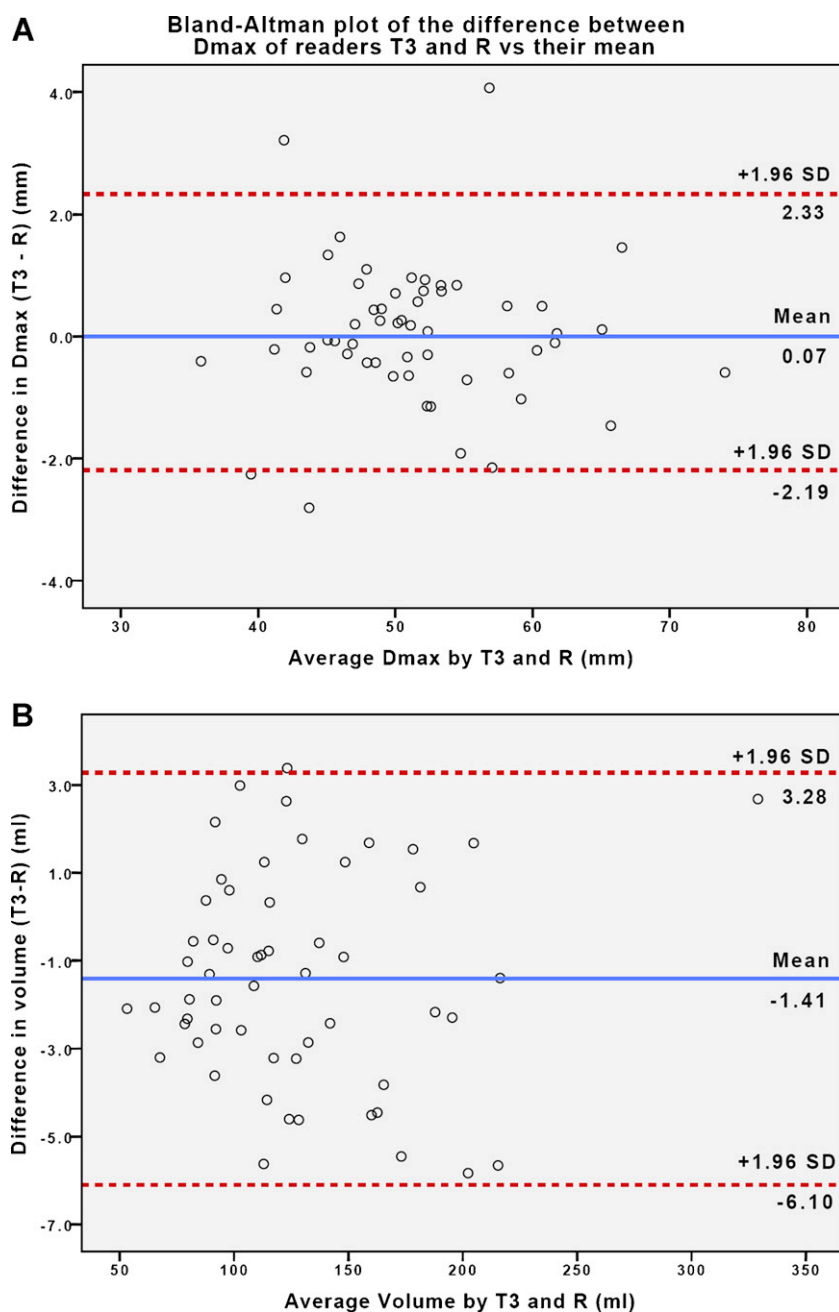 A
Bland-Altman plot of the difference between
Dmax of readers T3 and R vs their mean
Difference in Dmax (T3 - R) (mm)
4.0
2.0
0.0
-2.0
-4.0
+1.96 SD
2.33
Mean
0.07
+1.96 SD
-2.19
30 40 50 60 70 80
Average Dmax by T3 and R (mm)
B
Difference in volume (T3-R) (ml)
3.0
1.0
-1.0
-3.0
-5.0
-7.0
+1.96 SD
3.28
Mean
-1.41
+1.96 SD
-6.10
50 100 150 200 250 300 350
Average Volume by T3 and R (ml)